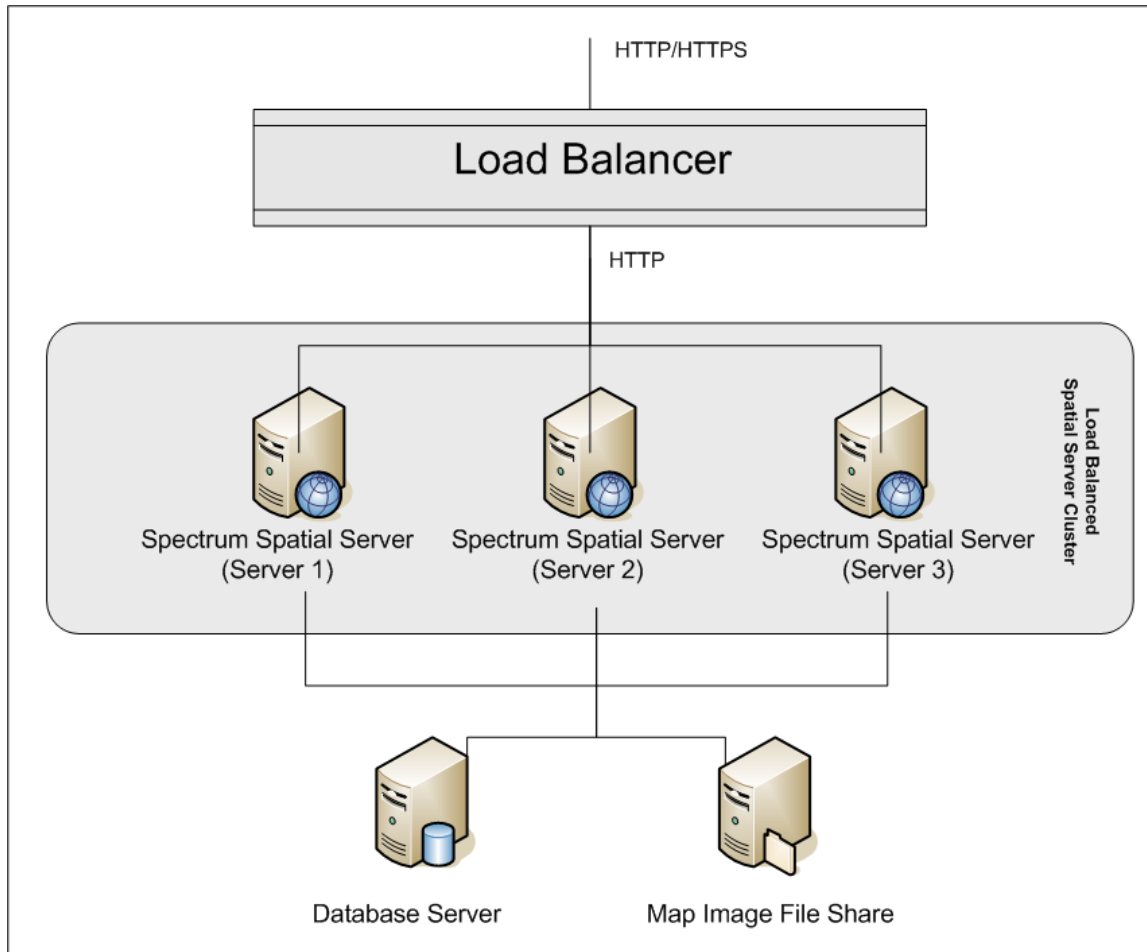 HTTP/HTTPS
Load Balancer
HTTP
Load Balanced
Spatial Server Cluster
Spectrum Spatial Server
(Server 1)
Spectrum Spatial Server
(Server 2)
Spectrum Spatial Server
(Server 3)
Database Server
Map Image File Share